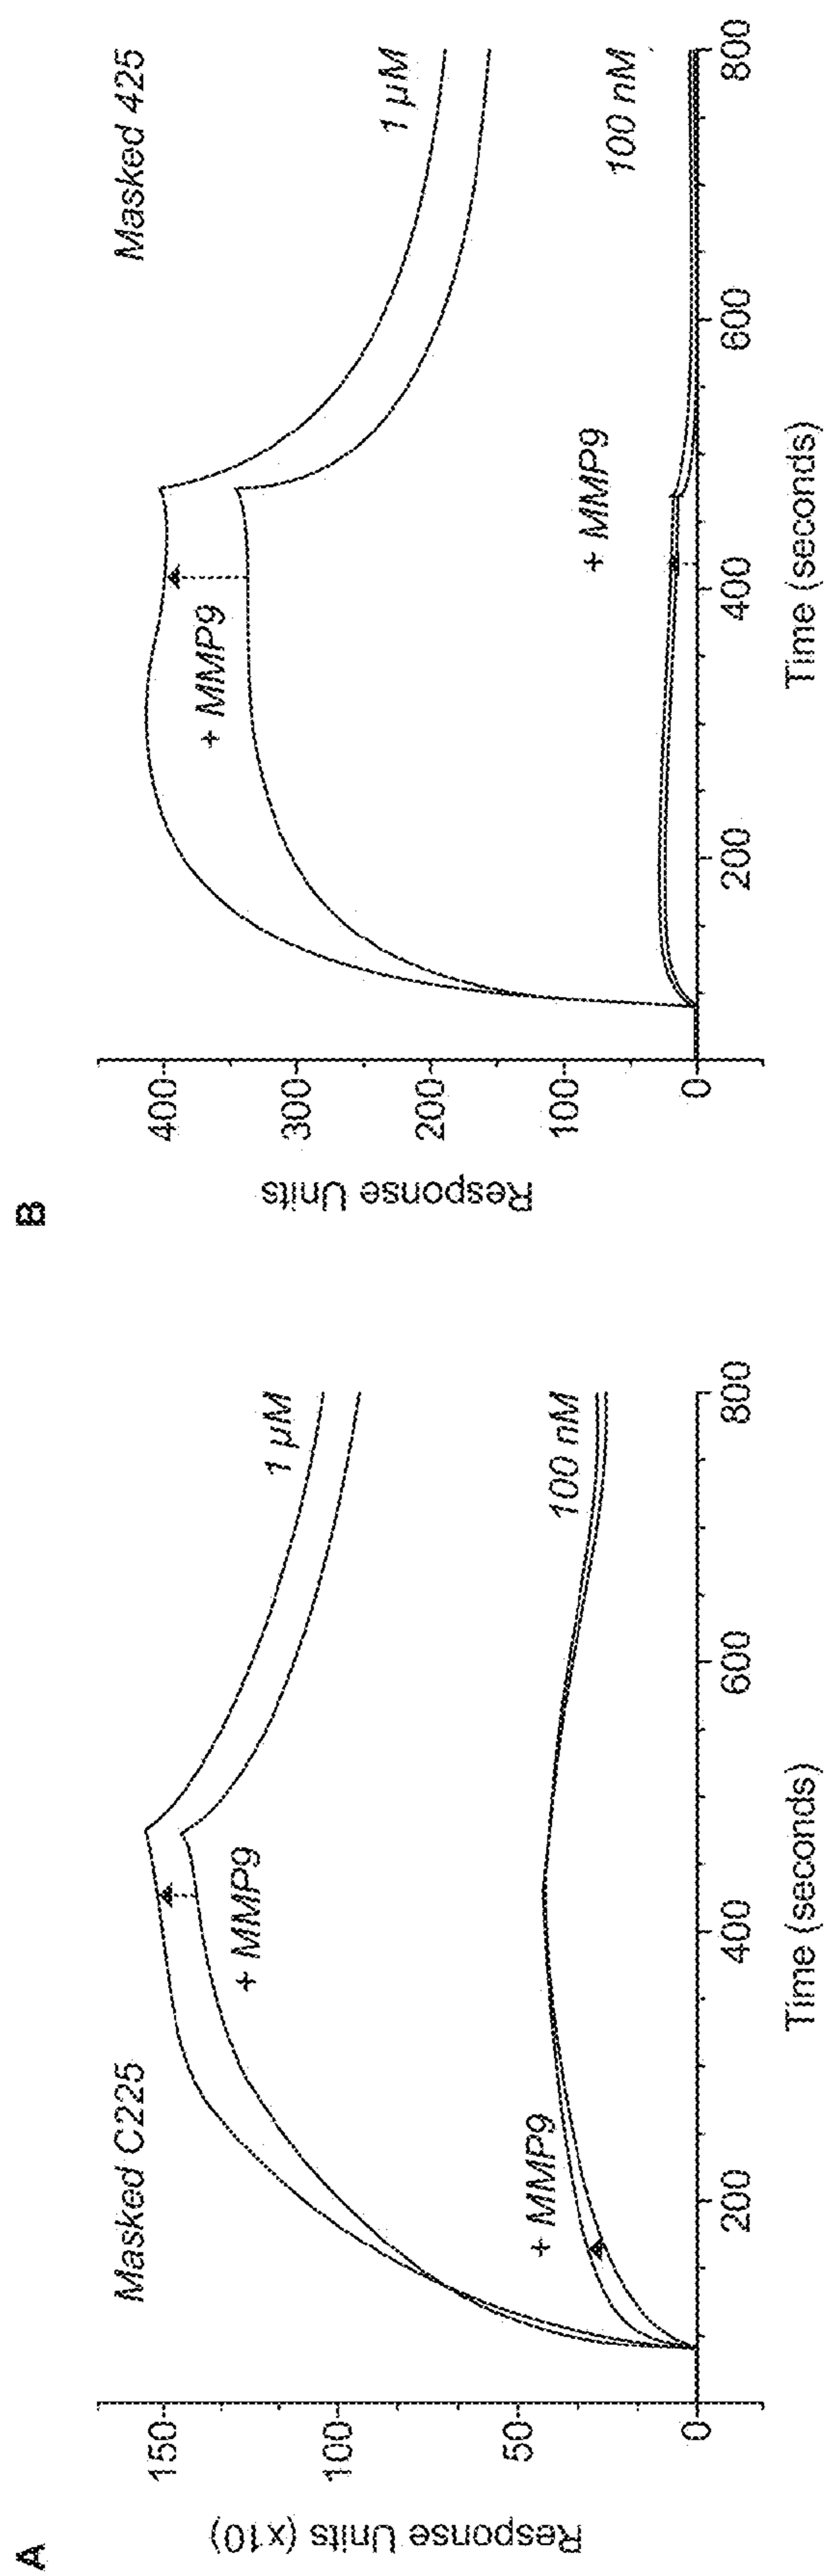 A
Masked C225
Response Units (x10)
150
100
50
0
+ MMP9
1 µM
+ MMP9
100 nM
200
400
600
800
Time (seconds)
B
Masked 425
Response Units
400
300
200
100
0
+ MMP9
1 µM
+ MMP9
100 nM
200
400
600
800
Time (seconds)